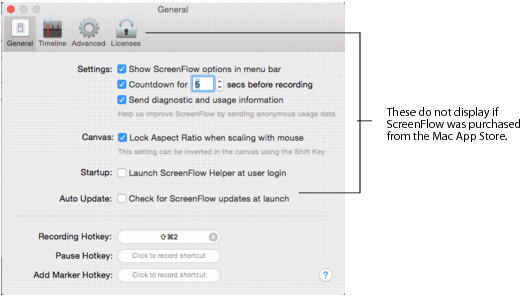 General
General Timeline Advanced Licenses
Settings: Show ScreenFlow options in menu bar
Countdown for 5 secs before recording
Send diagnostic and usage information
Help us improve ScreenFlow by sending anonymous usage data
Canvas: Lock Aspect Ratio when scaling with mouse
This setting can be inverted in the canvas using the Shift Key
Startup: Launch ScreenFlow Helper at user login
Auto Update: Check for ScreenFlow updates at launch
Recording Hotkey: ⇧⌘2
Pause Hotkey: Click to record shortcut
Add Marker Hotkey: Click to record shortcut
?
These do not display if
ScreenFlow was purchased
from the Mac App Store.